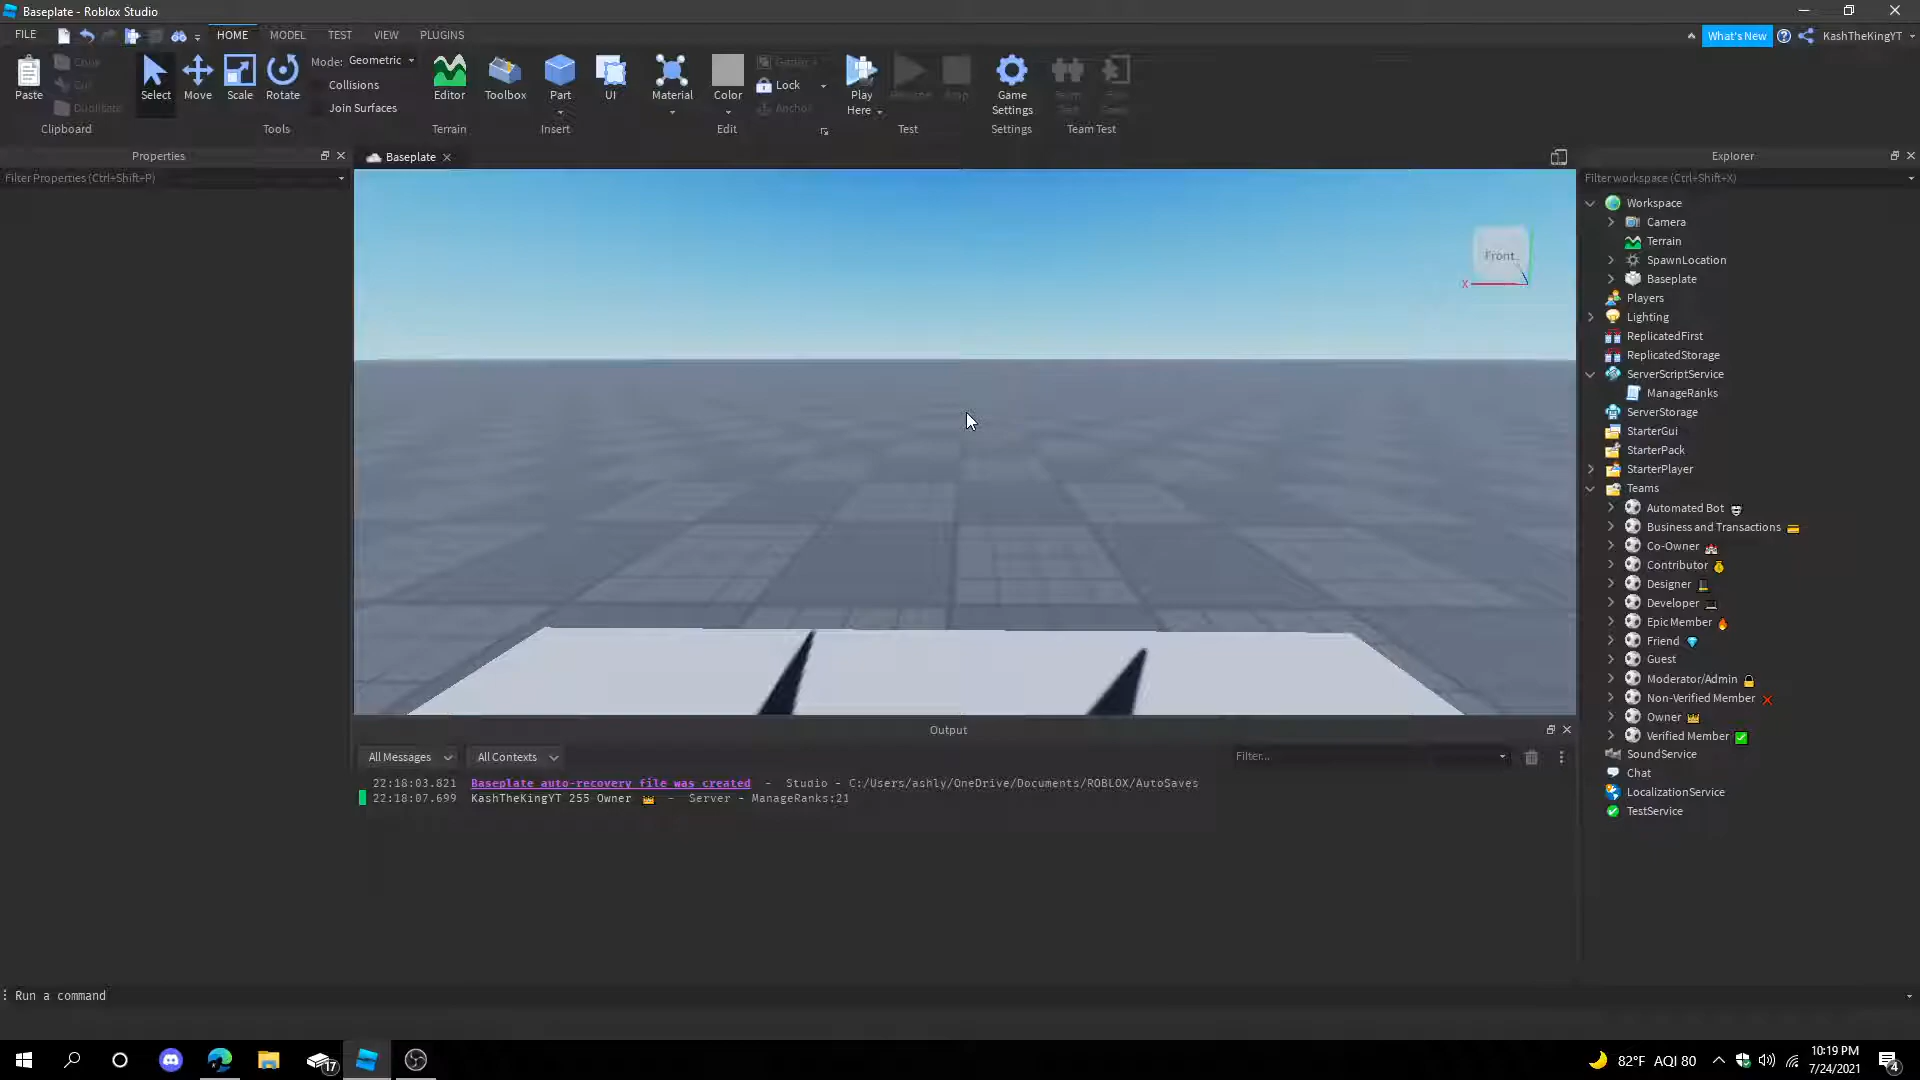 Baseplate - Roblox Studio
FILE
HOME
MODEL
TEST
VIEW
PLUGINS
What's New
KashTheKingYT
Paste
Duplicate
Clipboard
Select
Move
Scale
Rotate
Tools
Mode: Geometric
Collisions
Join Surfaces
Editor
Terrain
Toolbox
Part
UI
Insert
Material
Color
Lock
Anchor
Edit
Play
Here
Test
Game
Settings
Settings
Team Test
Properties
Filter Properties (Ctrl+Shift+P)
Baseplate
Front
X
Explorer
Filter workspace (Ctrl+Shift+X)
Workspace
Camera
Terrain
SpawnLocation
Baseplate
Players
Lighting
ReplicatedFirst
ReplicatedStorage
ServerScriptService
ManageRanks
ServerStorage
StarterGui
StarterPack
StarterPlayer
Teams
Automated Bot
Business and Transactions 💳
Co-Owner
Contributor
Designer
Developer 💻
Epic Member 🔥
Friend 💎
Guest
Moderator/Admin 🔒
Non-Verified Member ❌
Owner 👑
Verified Member ✅
SoundService
Chat
LocalizationService
TestService
Output
All Messages
All Contexts
Filter...
22:18:03.821 Baseplate auto-recovery file was created - Studio - C:/Users/ashly/OneDrive/Documents/ROBLOX/AutoSaves
22:18:07.699 KashTheKingYT 255 Owner 👑 - Server - ManageRanks:21
Run a command
17
82°F AQI 80
10:19 PM
7/24/2021
4